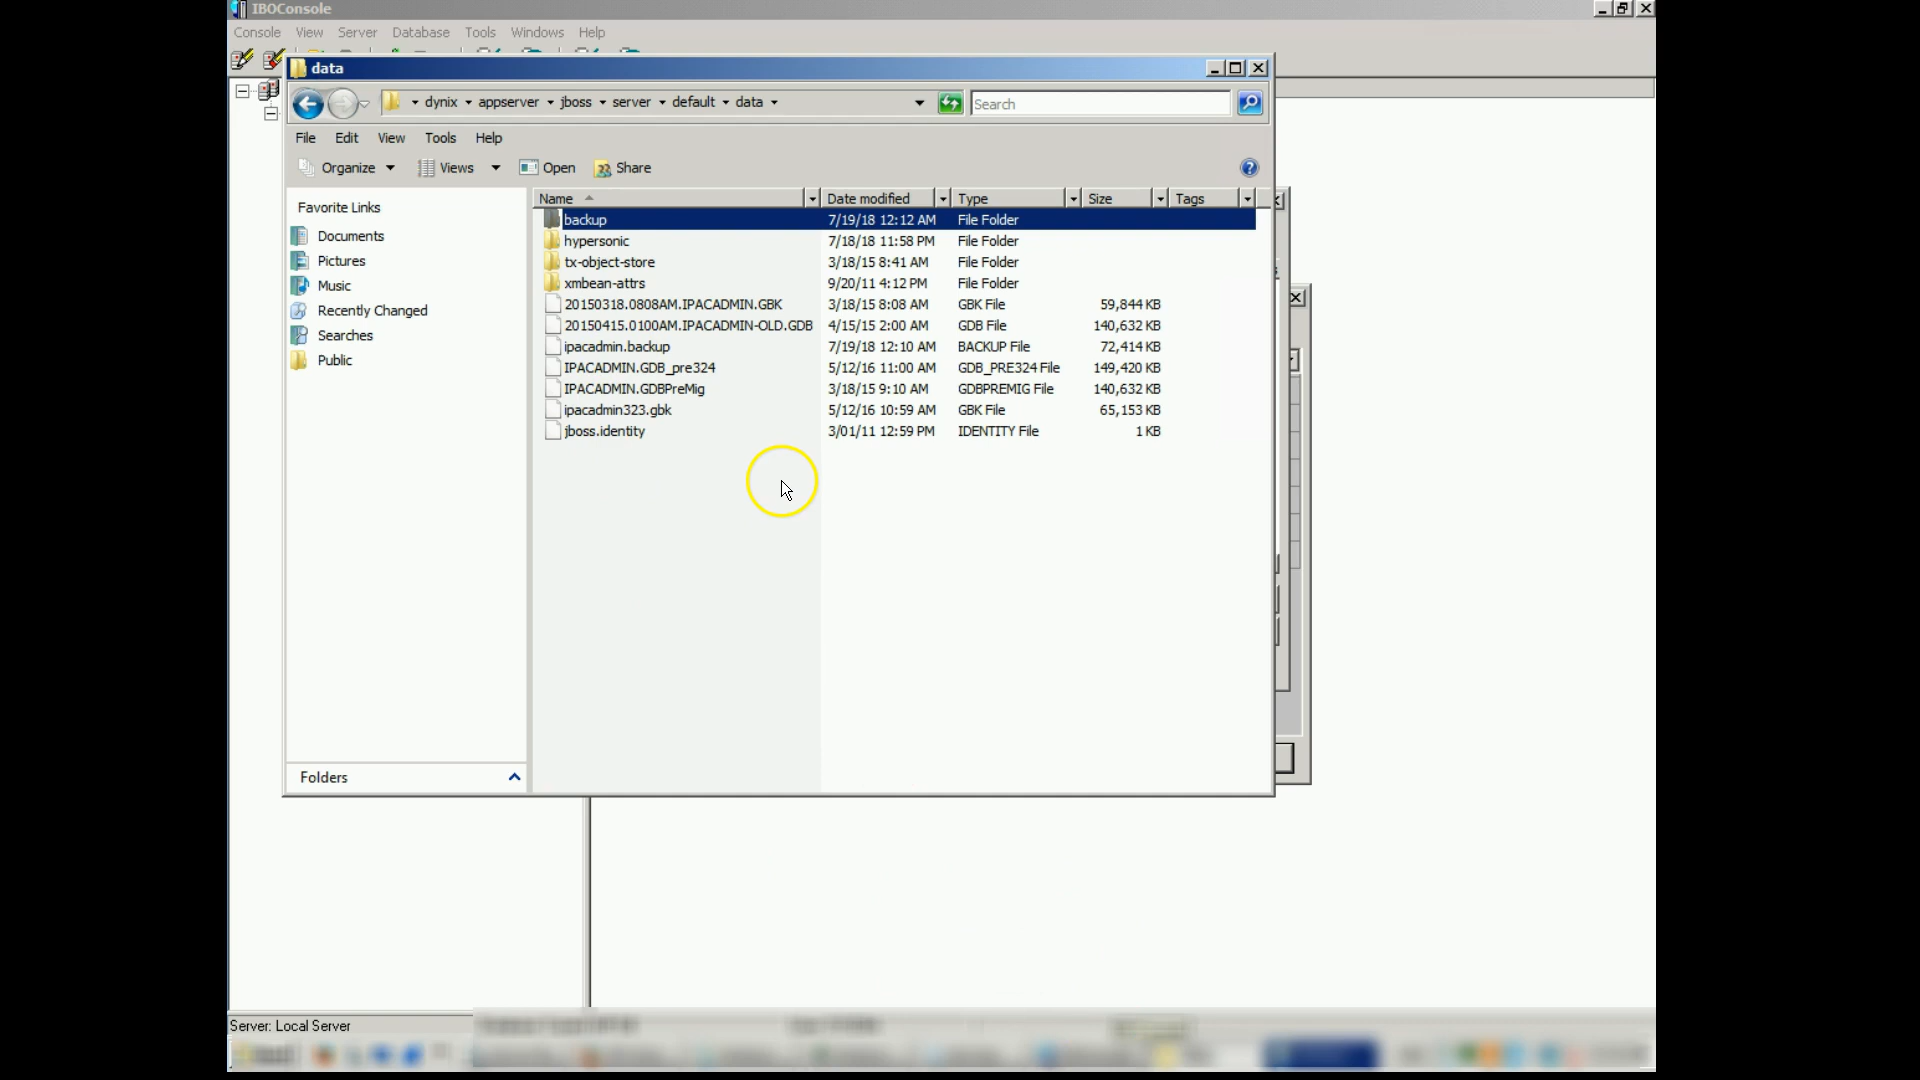 IBOConsole
Console View Server Database Tools Windows Help
data
dynix appserver jboss server default data
Search
File Edit View Tools Help
Organize Views Open Share
Favorite Links
Documents
Pictures
Music
Recently Changed
Searches
Public
Folders
Name Date modified Type Size Tags
backup 7/19/18 12:12 AM File Folder
hypersonic 7/18/18 11:58 PM File Folder
tx-object-store 3/18/15 8:41 AM File Folder
xmbean-attrs 9/20/11 4:12 PM File Folder
20150318.0808AM.IPACADMIN.GBK 3/18/15 8:08 AM GBK File 59,844 KB
20150415.0100AM.IPACADMIN-OLD.GDB 4/15/15 2:00 AM GDB File 140,632 KB
ipacadmin.backup 7/19/18 12:10 AM BACKUP File 72,414 KB
IPACADMIN.GDB_pre324 5/12/16 11:00 AM GDB_PRE324 File 149,420 KB
IPACADMIN.GDBPreMig 3/18/15 9:10 AM GDBPREMIG File 140,632 KB
ipacadmin323.gbk 5/12/16 10:59 AM GBK File 65,153 KB
jboss.identity 3/01/11 12:59 PM IDENTITY File 1 KB
Server: Local Server